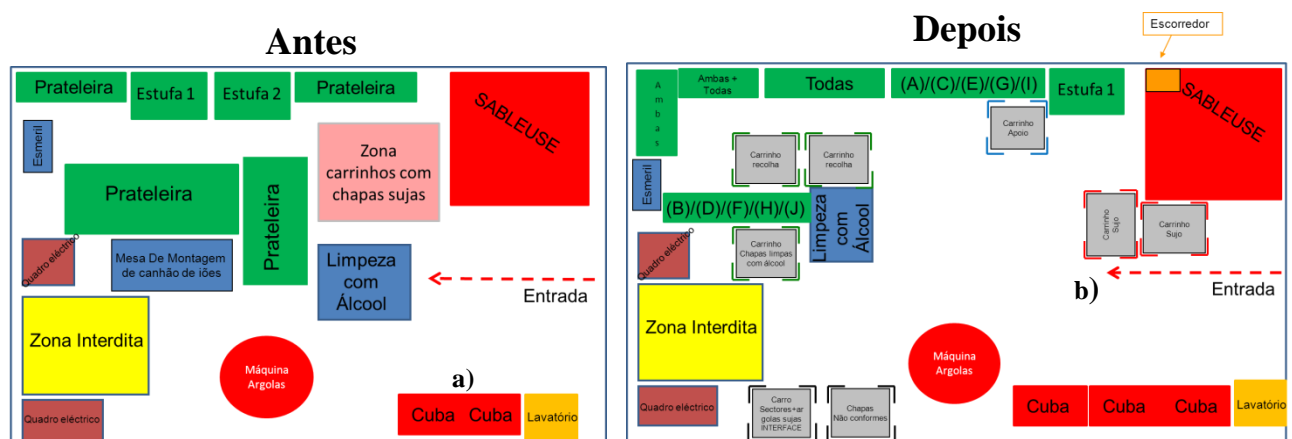 Antes
Prateleira
Estufa 1
Estufa 2
Prateleira
SABLEUSE
Esmeril
Zona
carrinhos com
chapas sujas
Prateleira
Prateleira
Quadro eléctrico
Mesa De Montagem
de canhão de iões
Limpeza
com
Álcool
Entrada
Zona Interdita
Máquina
Argolas
a)
Quadro eléctrico
Cuba
Cuba
Lavatório
Depois
Escorredor
Ambas
Ambas +
Todas
Todas
(A)/(C)/(E)/(G)/(I)
Estufa 1
SABLEUSE
Carrinho
Apoio
Carrinho
recolha
Carrinho
recolha
Esmeril
(B)/(D)/(F)/(H)/(J)
Limpeza
com
Álcool
Carrinho
Sujo
Carrinho
Sujo
Quadro eléctrico
Carrinho
Chapas limpas
com álcool
b)
Entrada
Zona Interdita
Máquina
Argolas
Quadro eléctrico
Carro
Sectores+ar
golas sujas
INTERFACE
Chapas
Não conformes
Cuba
Cuba
Cuba
Lavatório